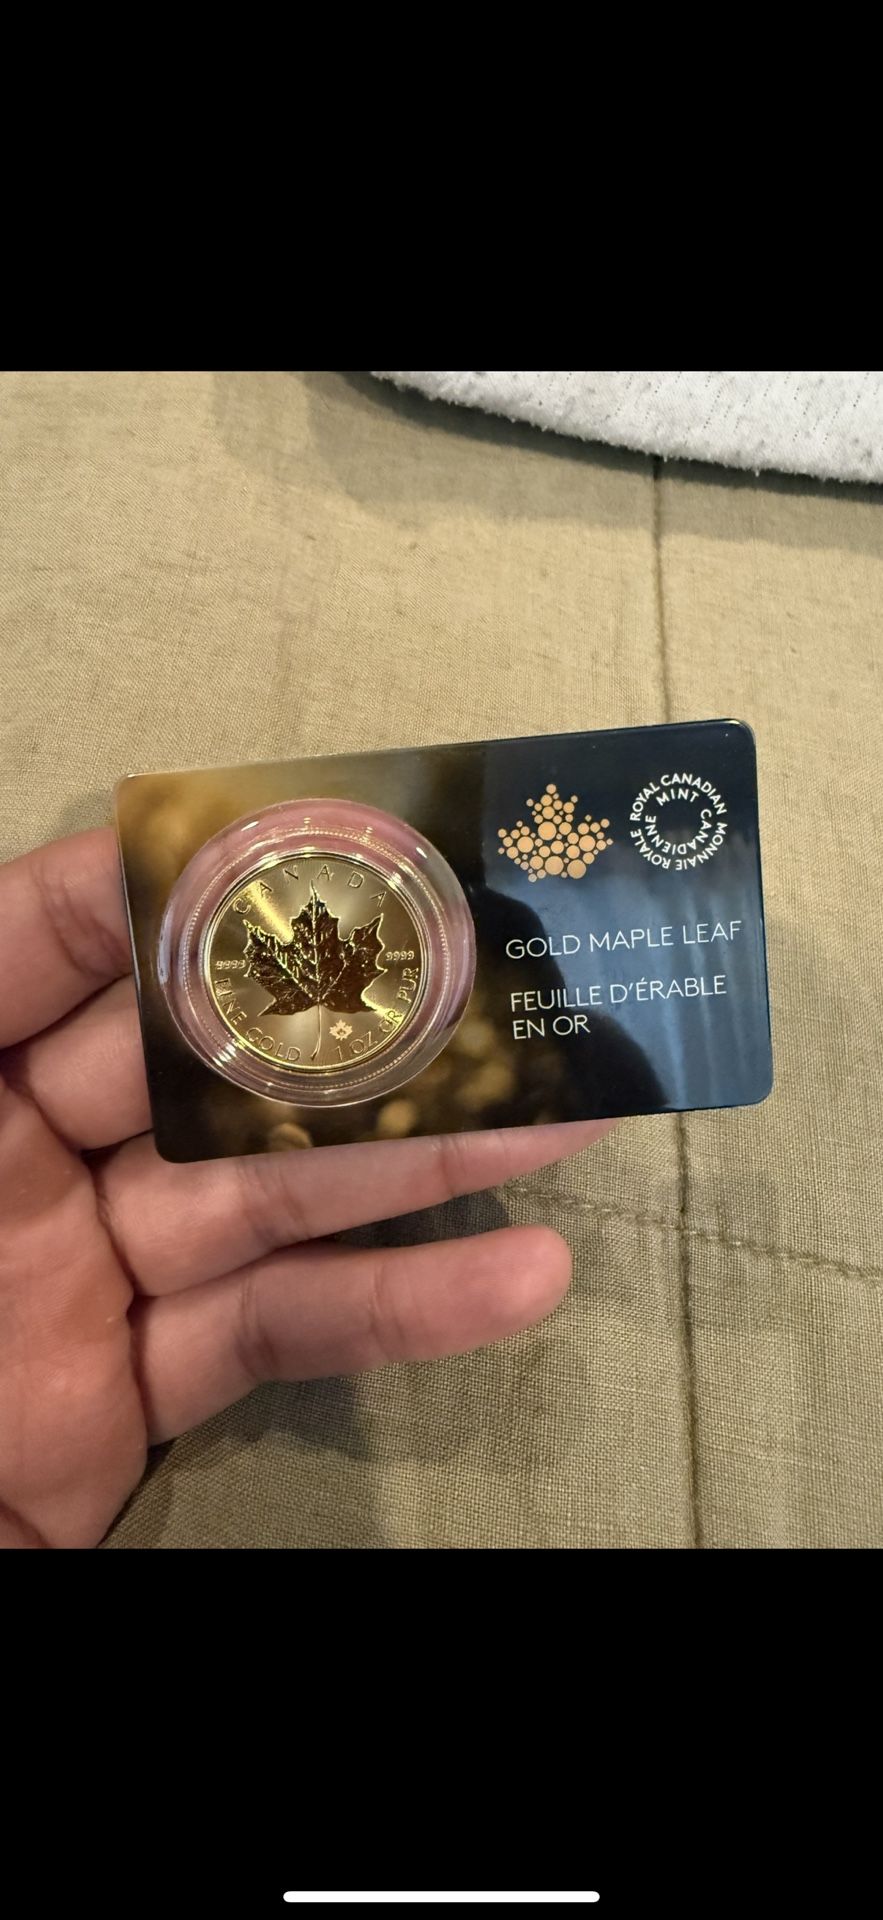 CANADA
9999
9999
FINE GOLD 1 OZ OR PUR
ROYAL CANADIAN MINT
MONNAIE ROYALE CANADIENNE
GOLD MAPLE LEAF
FEUILLE D'ÉRABLE
EN OR